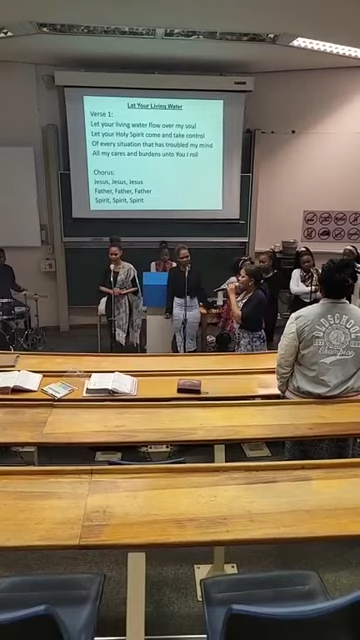 Let Your Living Water
Verse 1:
Let your living water flow over my soul
Let your Holy Spirit come and take control
Of every situation that has troubled my mind
All my cares and burdens unto You I roll
Chorus:
Jesus, Jesus, Jesus
Father, Father, Father
Spirit, Spirit, Spirit
OLDSCHOOL
Champion